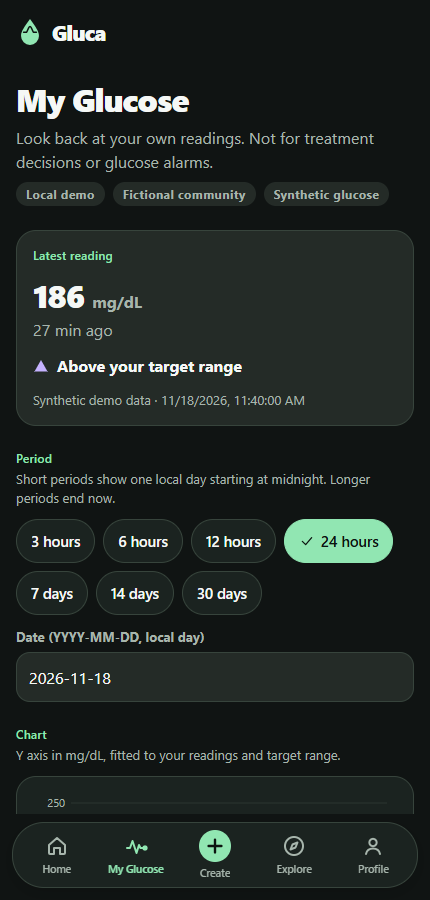 Gluca
My Glucose
Look back at your own readings. Not for treatment
decisions or glucose alarms.
Local demo
Fictional community
Synthetic glucose
Latest reading
186 mg/dL
27 min ago
Above your target range
Synthetic demo data · 11/18/2026, 11:40:00 AM
Period
Short periods show one local day starting at midnight. Longer
periods end now.
3 hours
6 hours
12 hours
24 hours
7 days
14 days
30 days
Date (YYYY-MM-DD, local day)
2026-11-18
Chart
Y axis in mg/dL, fitted to your readings and target range.
250
Home
My Glucose
Create
Explore
Profile